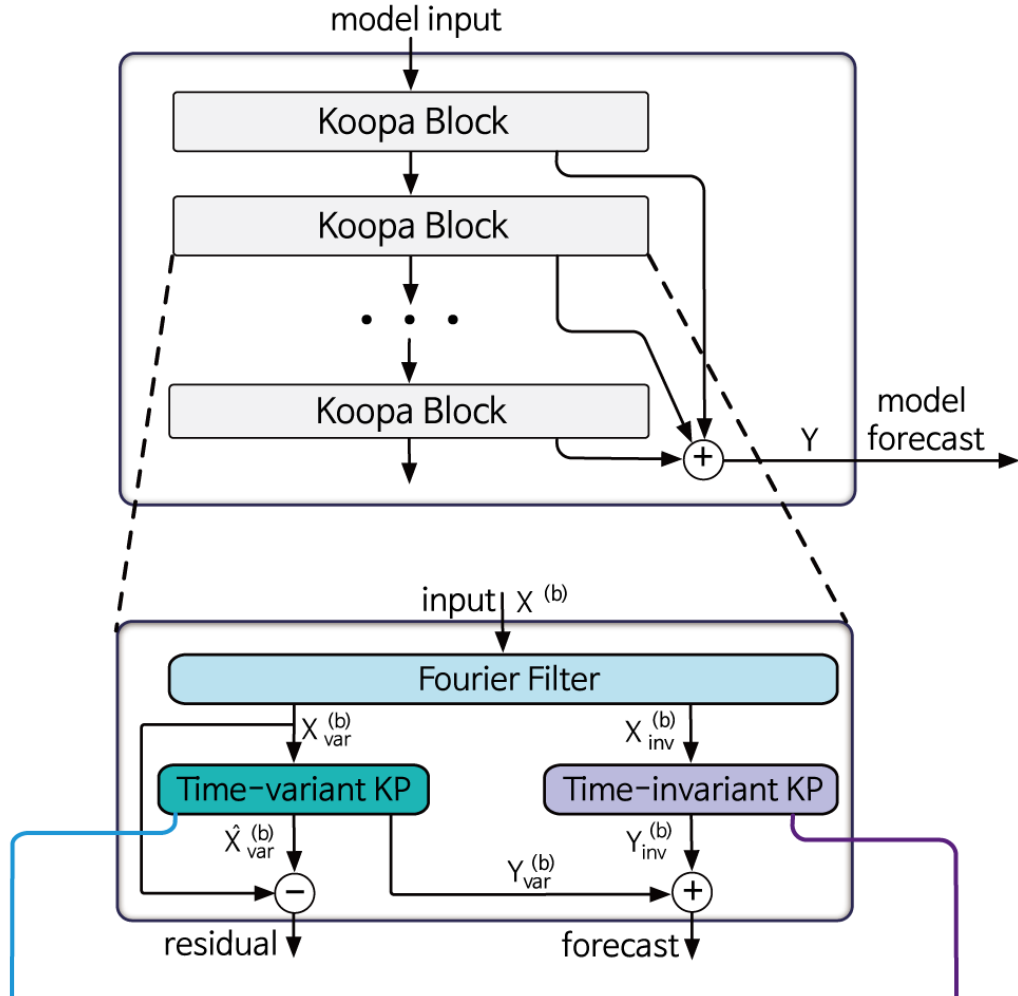 model input
Koopa Block
Koopa Block
• • •
Koopa Block
+
Y
model
forecast
input X (b)
Fourier Filter
X var (b)
X inv (b)
Time-variant KP
Time-invariant KP
X̂ var (b)
Y inv (b)
Y var (b)
−
+
residual
forecast